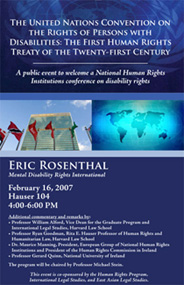 The United Nations Convention on
the Rights of Persons with
Disabilities: The First Human Rights
Treaty of the Twenty-first Century
A public event to welcome a National Human Rights
Institutions conference on disability rights
Eric Rosenthal
Mental Disability Rights International
February 16, 2007
Hauser 104
4:00-6:00 PM
Additional commentary and remarks by:
• Professor William Alford, Vice Dean for the Graduate Program and
International Legal Studies, Harvard Law School
• Professor Ryan Goodman, Rita E. Hauser Professor of Human Rights and
Humanitarian Law, Harvard Law School
• Dr. Maurice Manning, President, European Group of National Human Rights
Institutions and President of the Human Rights Commission in Ireland
• Professor Gerard Quinn, National University of Ireland
The program will be chaired by Professor Michael Stein.
This event is co-sponsored by the Human Rights Program,
International Legal Studies, and East Asian Legal Studies.